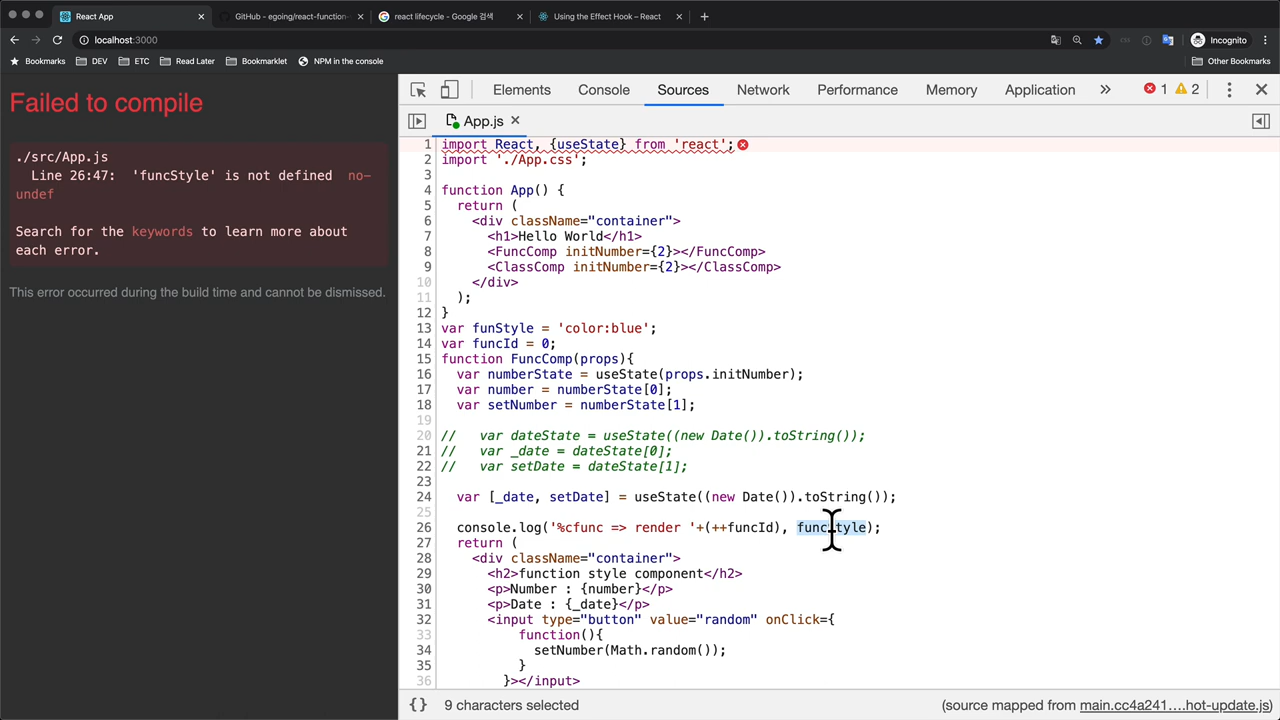 React App
GitHub - egoing/react-function-
react lifecycle - Google 검색
Using the Effect Hook – React
localhost:3000
Incognito
Bookmarks
DEV
ETC
Read Later
Bookmarklet
NPM in the console
Other Bookmarks
Failed to compile
./src/App.js
Line 26:47:  'funcStyle' is not defined  no-
undef
Search for the keywords to learn more about
each error.
This error occurred during the build time and cannot be dismissed.
Elements
Console
Sources
Network
Performance
Memory
Application
»
1
2
App.js
1 import React, {useState} from 'react';
2 import './App.css';
3
4 function App() {
5   return (
6     <div className="container">
7       <h1>Hello World</h1>
8       <FuncComp initNumber={2}></FuncComp>
9       <ClassComp initNumber={2}></ClassComp>
10     </div>
11   );
12 }
13 var funStyle = 'color:blue';
14 var funcId = 0;
15 function FuncComp(props){
16   var numberState = useState(props.initNumber);
17   var number = numberState[0];
18   var setNumber = numberState[1];
19
20 //   var dateState = useState((new Date()).toString());
21 //   var _date = dateState[0];
22 //   var setDate = dateState[1];
23
24   var [_date, setDate] = useState((new Date()).toString());
25
26   console.log('%cfunc => render '+(++funcId), funcStyle);
27   return (
28     <div className="container">
29       <h2>function style component</h2>
30       <p>Number : {number}</p>
31       <p>Date : {_date}</p>
32       <input type="button" value="random" onClick={
33           function(){
34             setNumber(Math.random());
35           }
36         }></input>
{ } 9 characters selected
(source mapped from main.cc4a241....hot-update.js)